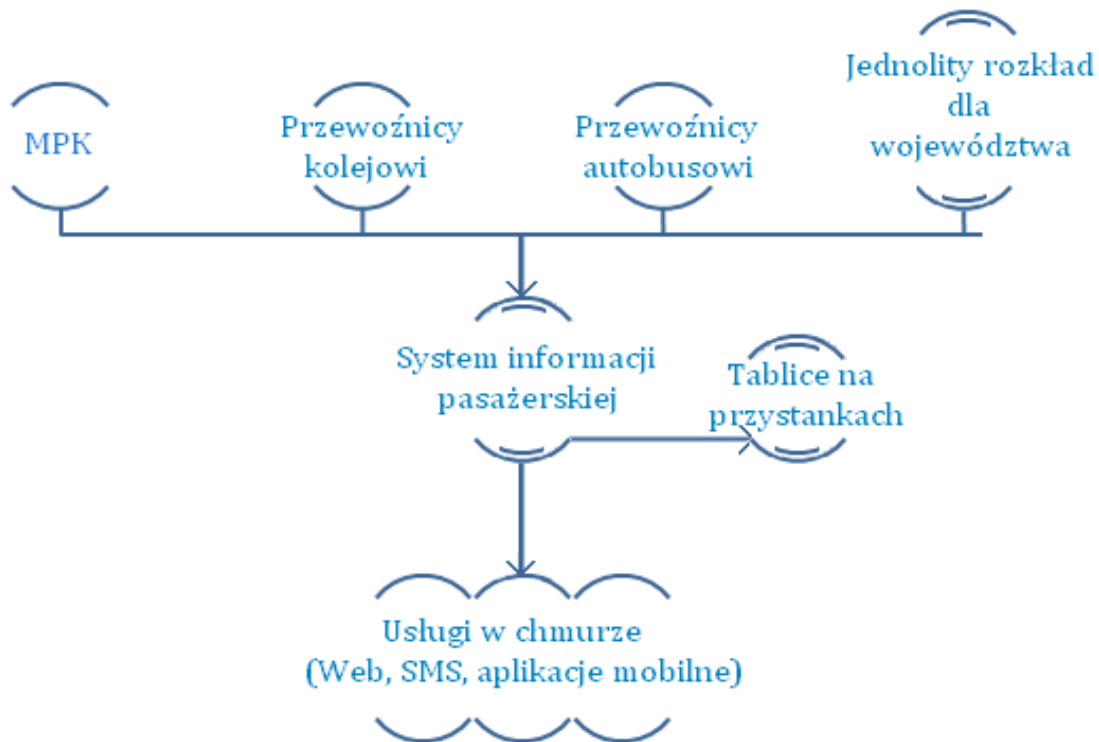 MPK
Przewoźnicy
kolejowi
Przewoźnicy
autobusowi
Jednolity rozkład
dla
województwa
System informacji
pasażerskiej
Tablice na
przystankach
Usługi w chmurze
(Web, SMS, aplikacje mobilne)